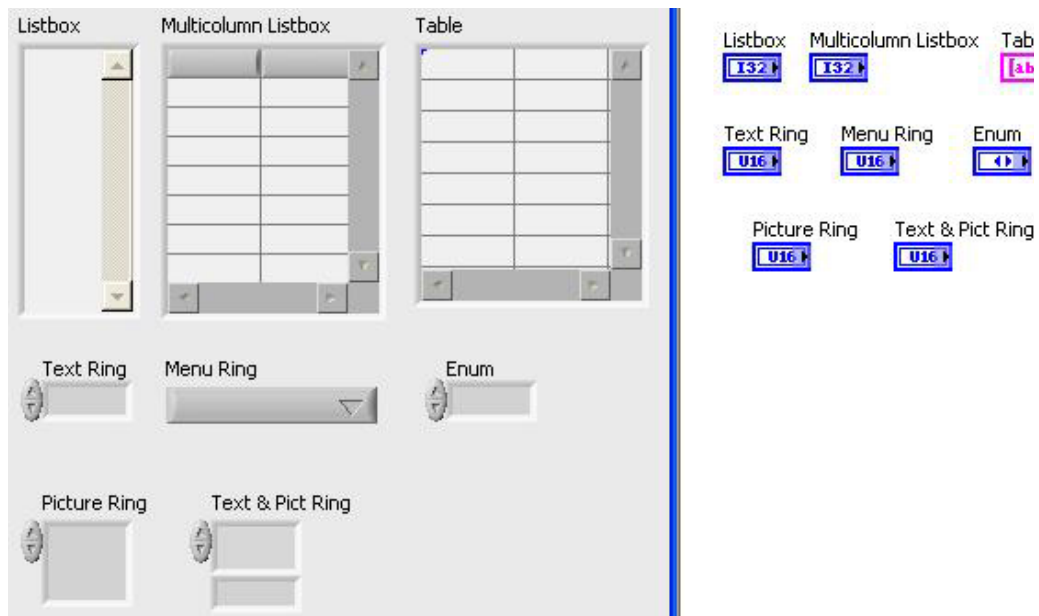 Listbox
Multicolumn Listbox
Table
Text Ring
Menu Ring
Enum
Picture Ring
Text & Pict Ring
Listbox
Multicolumn Listbox
Tab
I32
I32
[ab
Text Ring
Menu Ring
Enum
U16
U16
Picture Ring
Text & Pict Ring
U16
U16